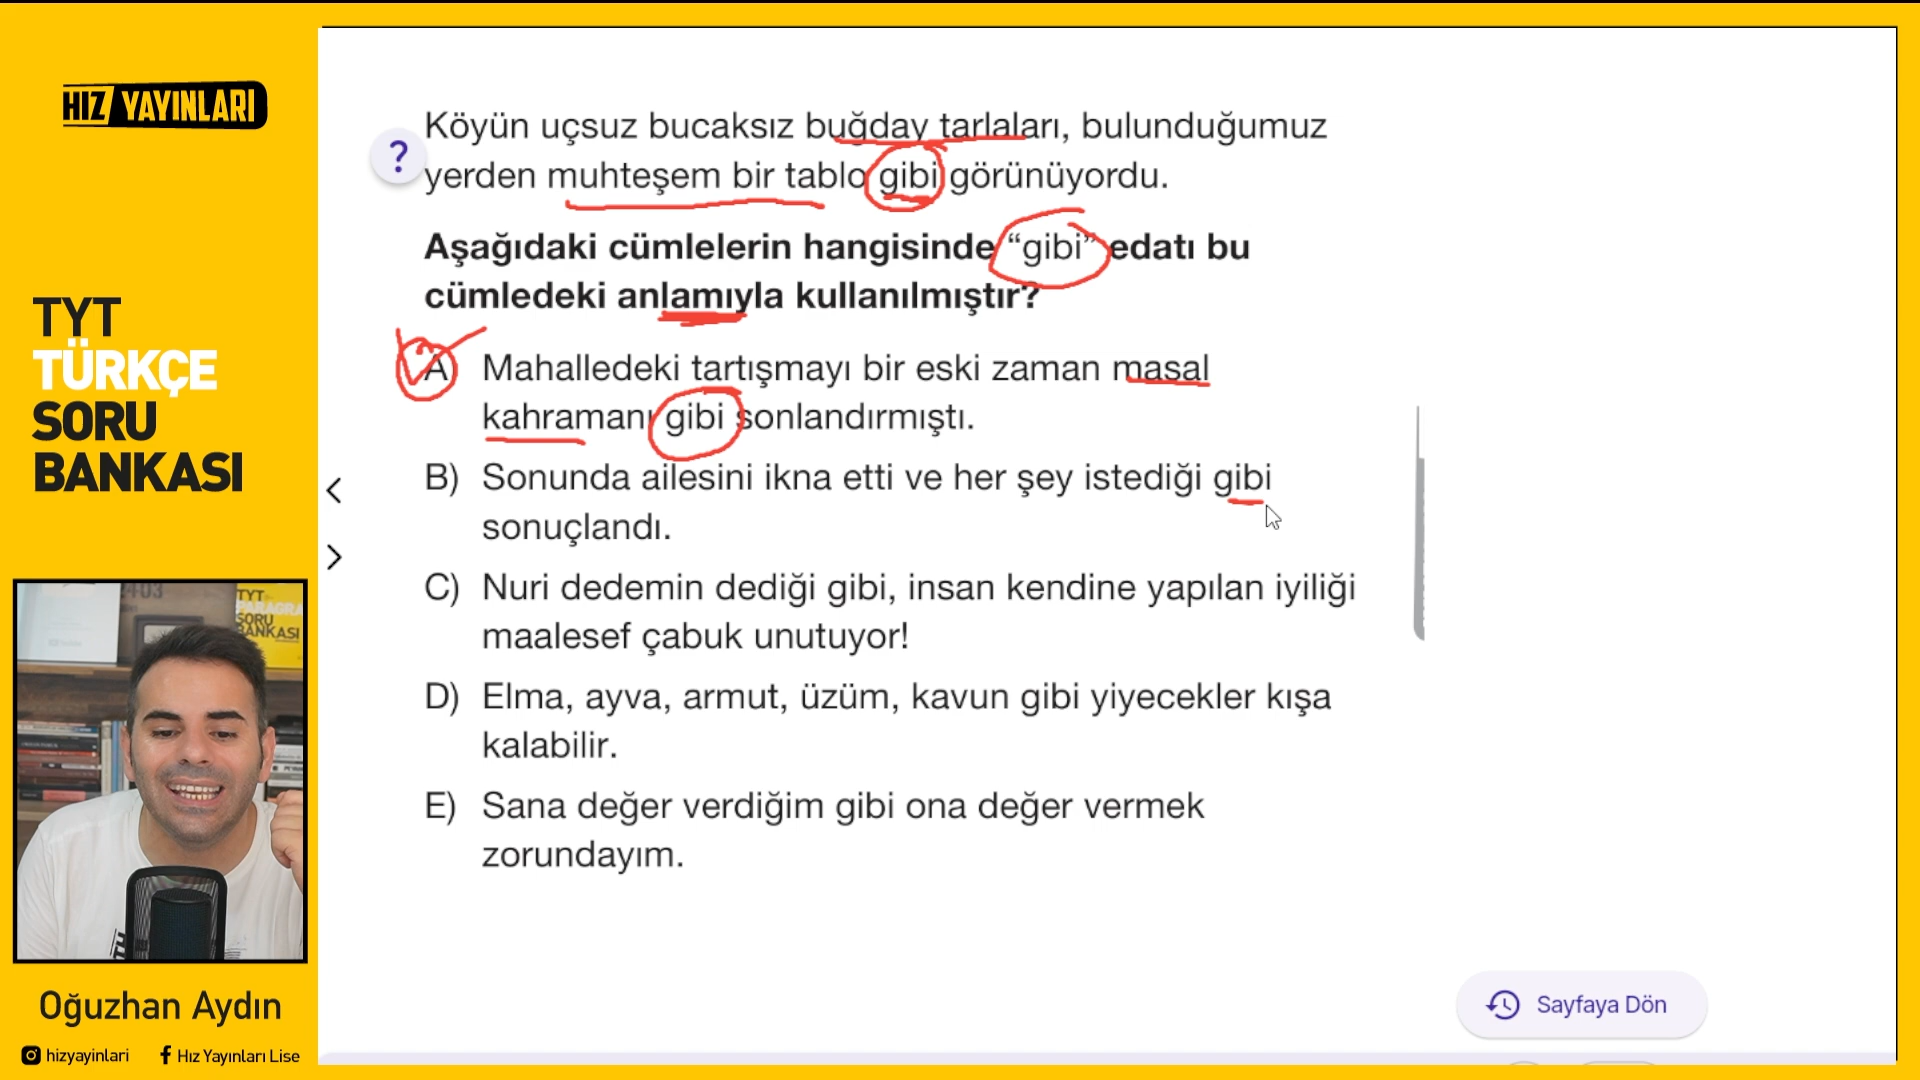 HIZ YAYINLARI
TYT
TÜRKÇE
SORU
BANKASI
TYT
PARAGRAF
SORU
BANKASI
Oğuzhan Aydın
hizyayinlari
Hız Yayınları Lise
?
Köyün uçsuz bucaksız buğday tarlaları, bulunduğumuz
yerden muhteşem bir tablo gibi görünüyordu.
Aşağıdaki cümlelerin hangisinde “gibi” edatı bu
cümledeki anlamıyla kullanılmıştır?
A) Mahalledeki tartışmayı bir eski zaman masal
kahramanı gibi sonlandırmıştı.
B) Sonunda ailesini ikna etti ve her şey istediği gibi
sonuçlandı.
C) Nuri dedemin dediği gibi, insan kendine yapılan iyiliği
maalesef çabuk unutuyor!
D) Elma, ayva, armut, üzüm, kavun gibi yiyecekler kışa
kalabilir.
E) Sana değer verdiğim gibi ona değer vermek
zorundayım.
Sayfaya Dön